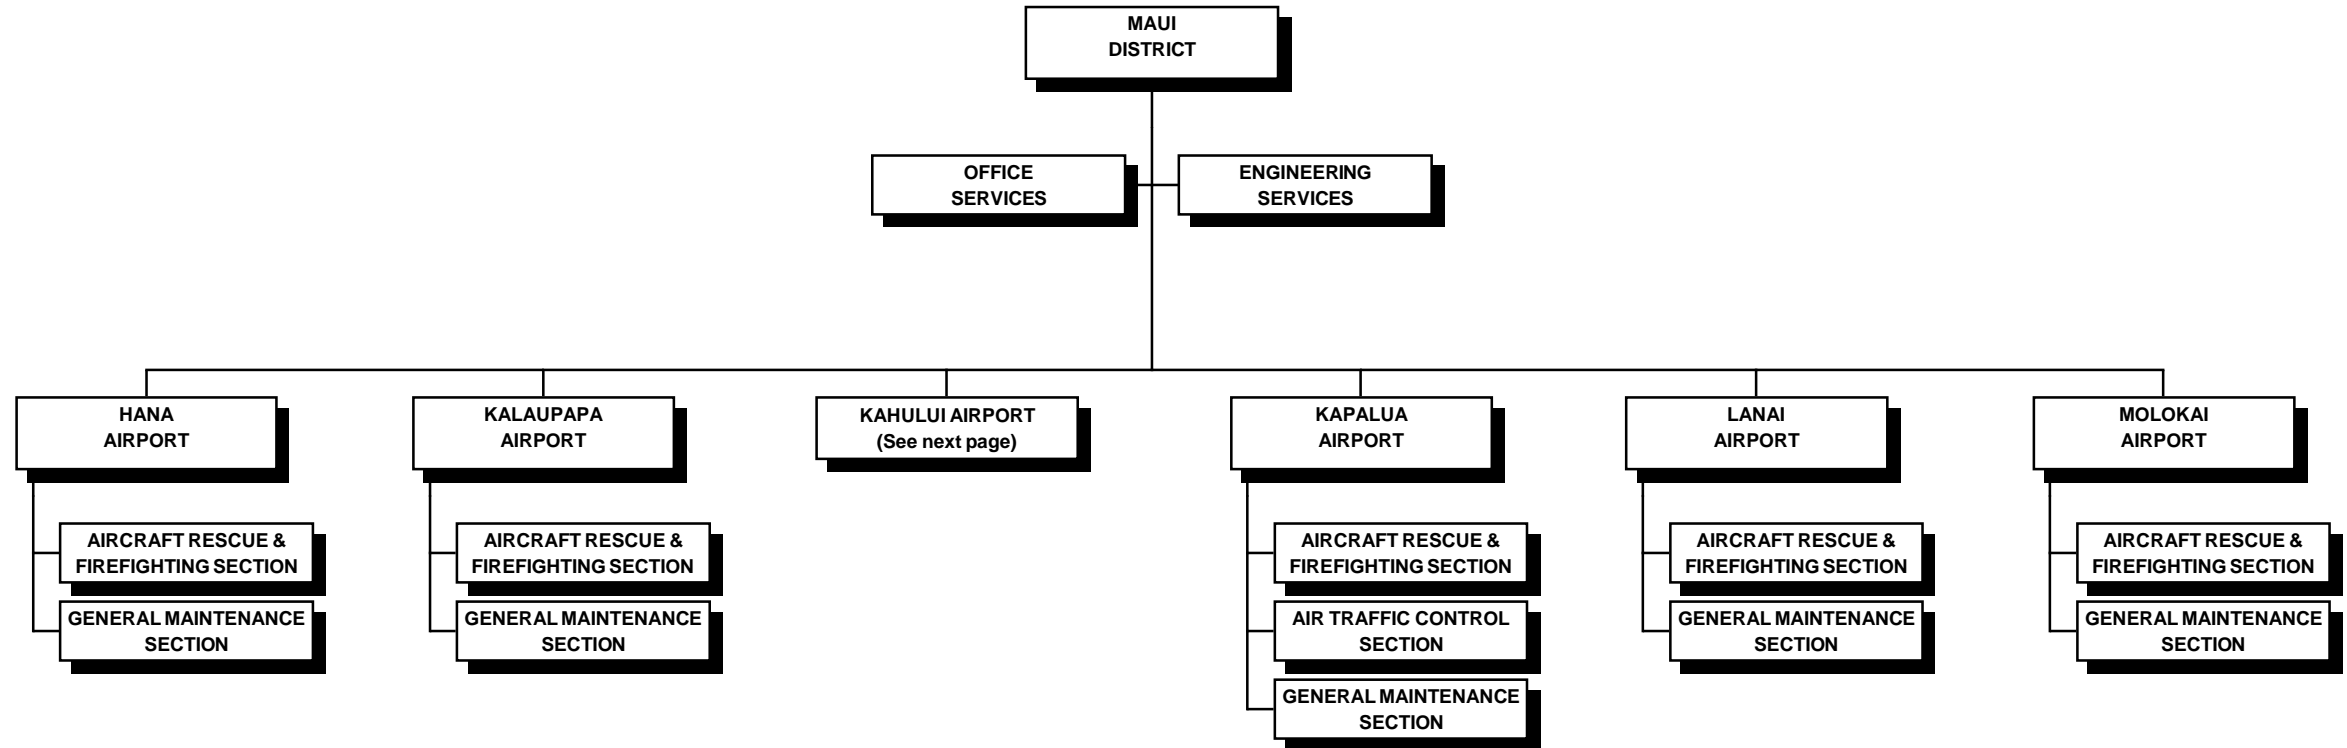 MAUI
DISTRICT
OFFICE
SERVICES
ENGINEERING
SERVICES
HANA
AIRPORT
KALAUPAPA
AIRPORT
KAHULUI AIRPORT
(See next page)
KAPALUA
AIRPORT
LANAI
AIRPORT
MOLOKAI
AIRPORT
AIRCRAFT RESCUE &
FIREFIGHTING SECTION
GENERAL MAINTENANCE
SECTION
AIRCRAFT RESCUE &
FIREFIGHTING SECTION
GENERAL MAINTENANCE
SECTION
AIRCRAFT RESCUE &
FIREFIGHTING SECTION
AIR TRAFFIC CONTROL
SECTION
GENERAL MAINTENANCE
SECTION
AIRCRAFT RESCUE &
FIREFIGHTING SECTION
GENERAL MAINTENANCE
SECTION
AIRCRAFT RESCUE &
FIREFIGHTING SECTION
GENERAL MAINTENANCE
SECTION